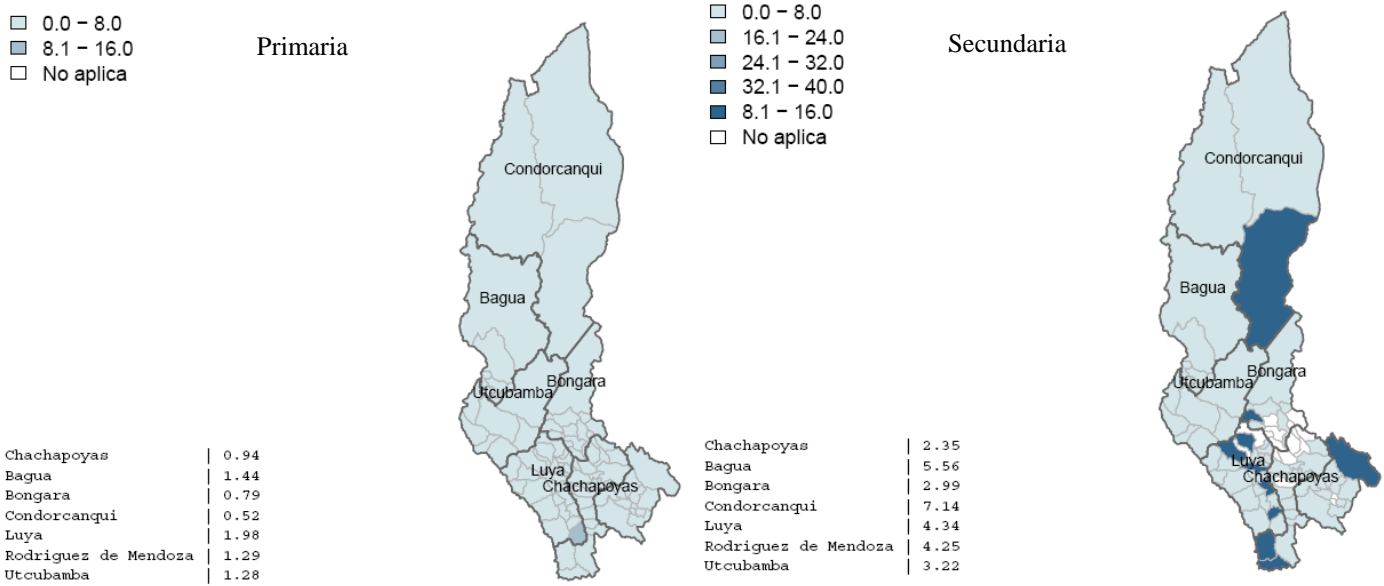 0.0 − 8.0
8.1 − 16.0
No aplica
Primaria
Condorcanqui
Bagua
Bongara
Utcubamba
Luya
Chachapoyas
Chachapoyas | 0.94
Bagua | 1.44
Bongara | 0.79
Condorcanqui | 0.52
Luya | 1.98
Rodriguez de Mendoza | 1.29
Utcubamba | 1.28
0.0 − 8.0
16.1 − 24.0
24.1 − 32.0
32.1 − 40.0
8.1 − 16.0
No aplica
Secundaria
Condorcanqui
Bagua
Bongara
Utcubamba
Luya
Chachapoyas
Chachapoyas | 2.35
Bagua | 5.56
Bongara | 2.99
Condorcanqui | 7.14
Luya | 4.34
Rodriguez de Mendoza | 4.25
Utcubamba | 3.22